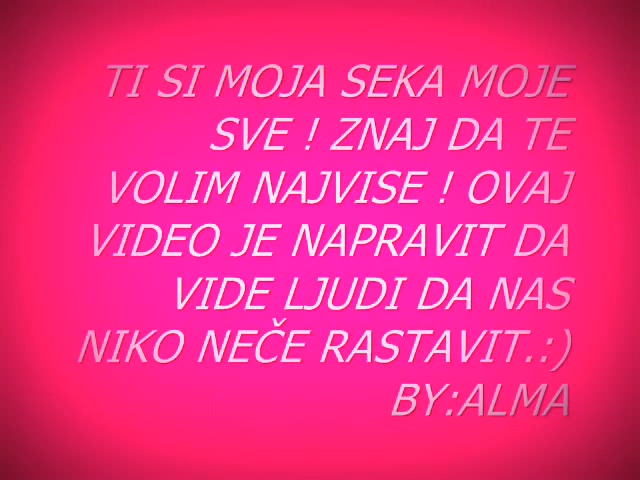 TI SI MOJA SEKA MOJE
SVE ! ZNAJ DA TE
VOLIM NAJVISE ! OVAJ
VIDEO JE NAPRAVIT DA
VIDE LJUDI DA NAS
NIKO NEČE RASTAVIT.:)
BY:ALMA